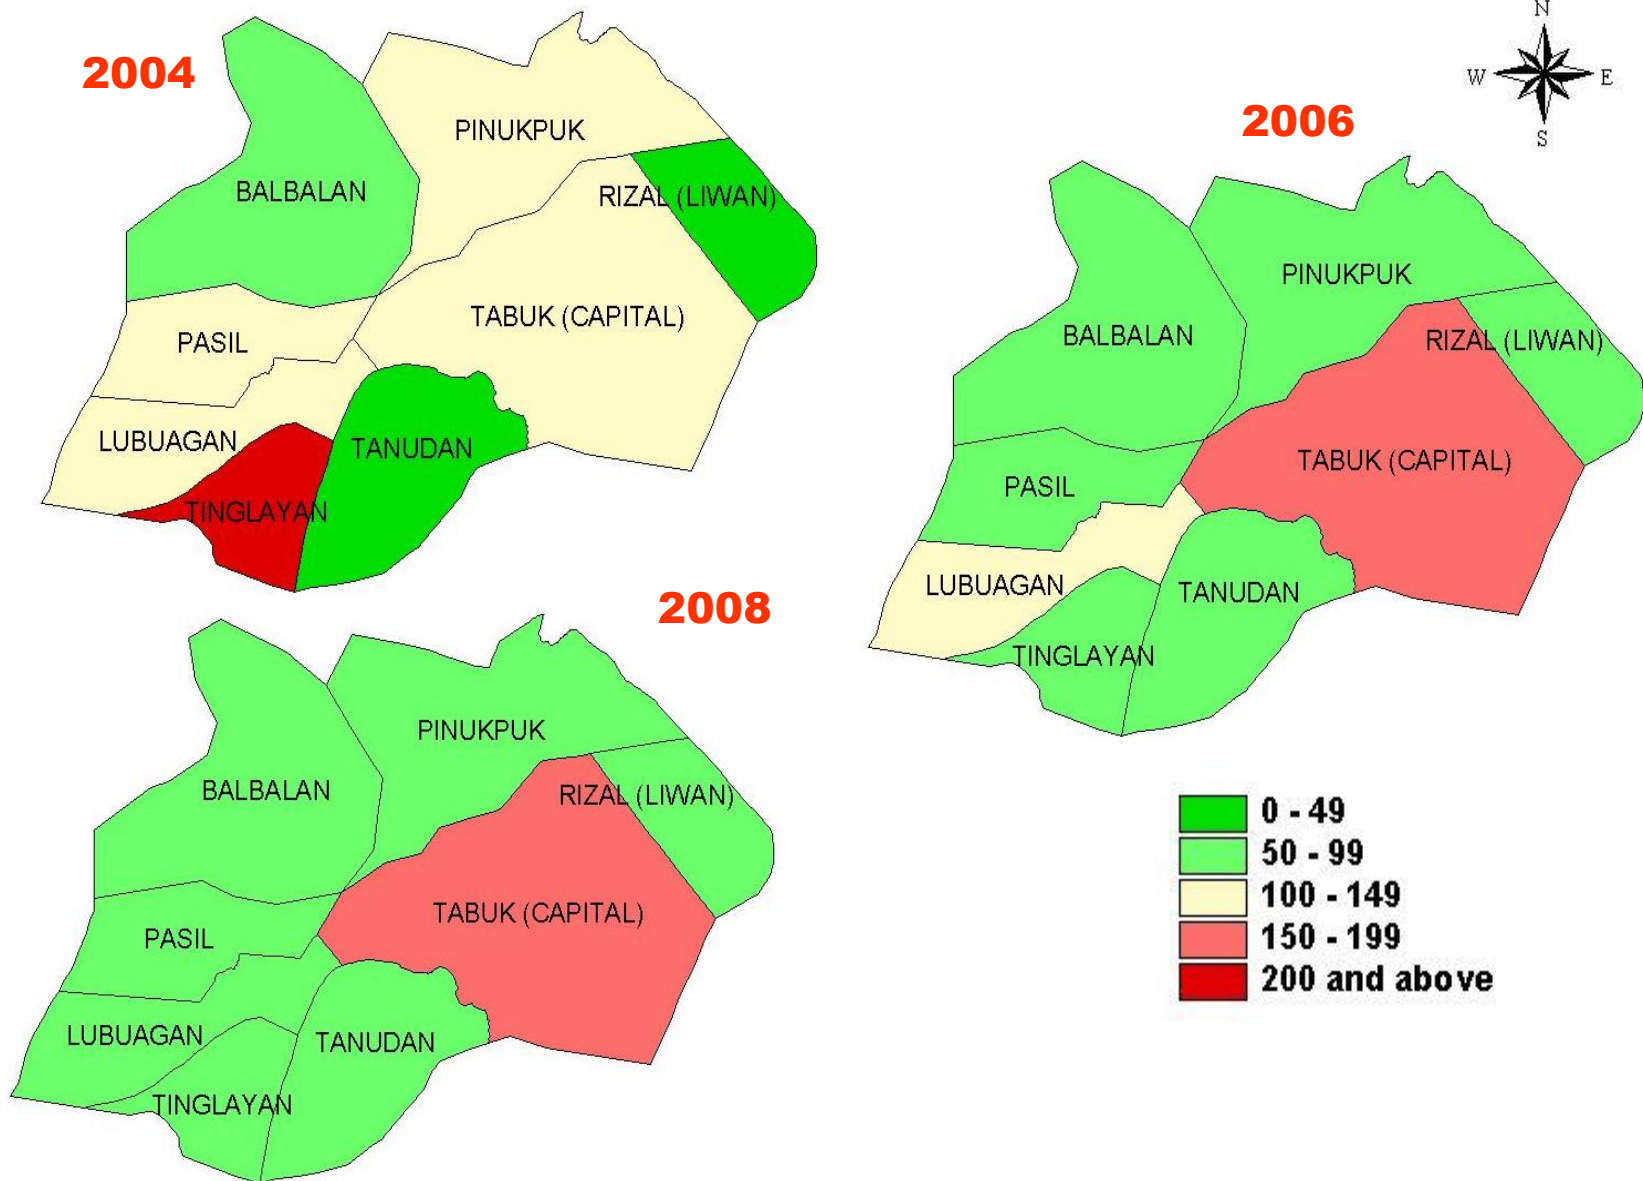 2004
PINUKPUK
BALBALAN
RIZAL (LIWAN)
TABUK (CAPITAL)
PASIL
LUBUAGAN
TANUDAN
TINGLAYAN
N
W E
S
2006
PINUKPUK
BALBALAN
RIZAL (LIWAN)
TABUK (CAPITAL)
PASIL
LUBUAGAN
TANUDAN
TINGLAYAN
2008
PINUKPUK
BALBALAN
RIZAL (LIWAN)
TABUK (CAPITAL)
PASIL
LUBUAGAN
TANUDAN
TINGLAYAN
0 - 49
50 - 99
100 - 149
150 - 199
200 and above